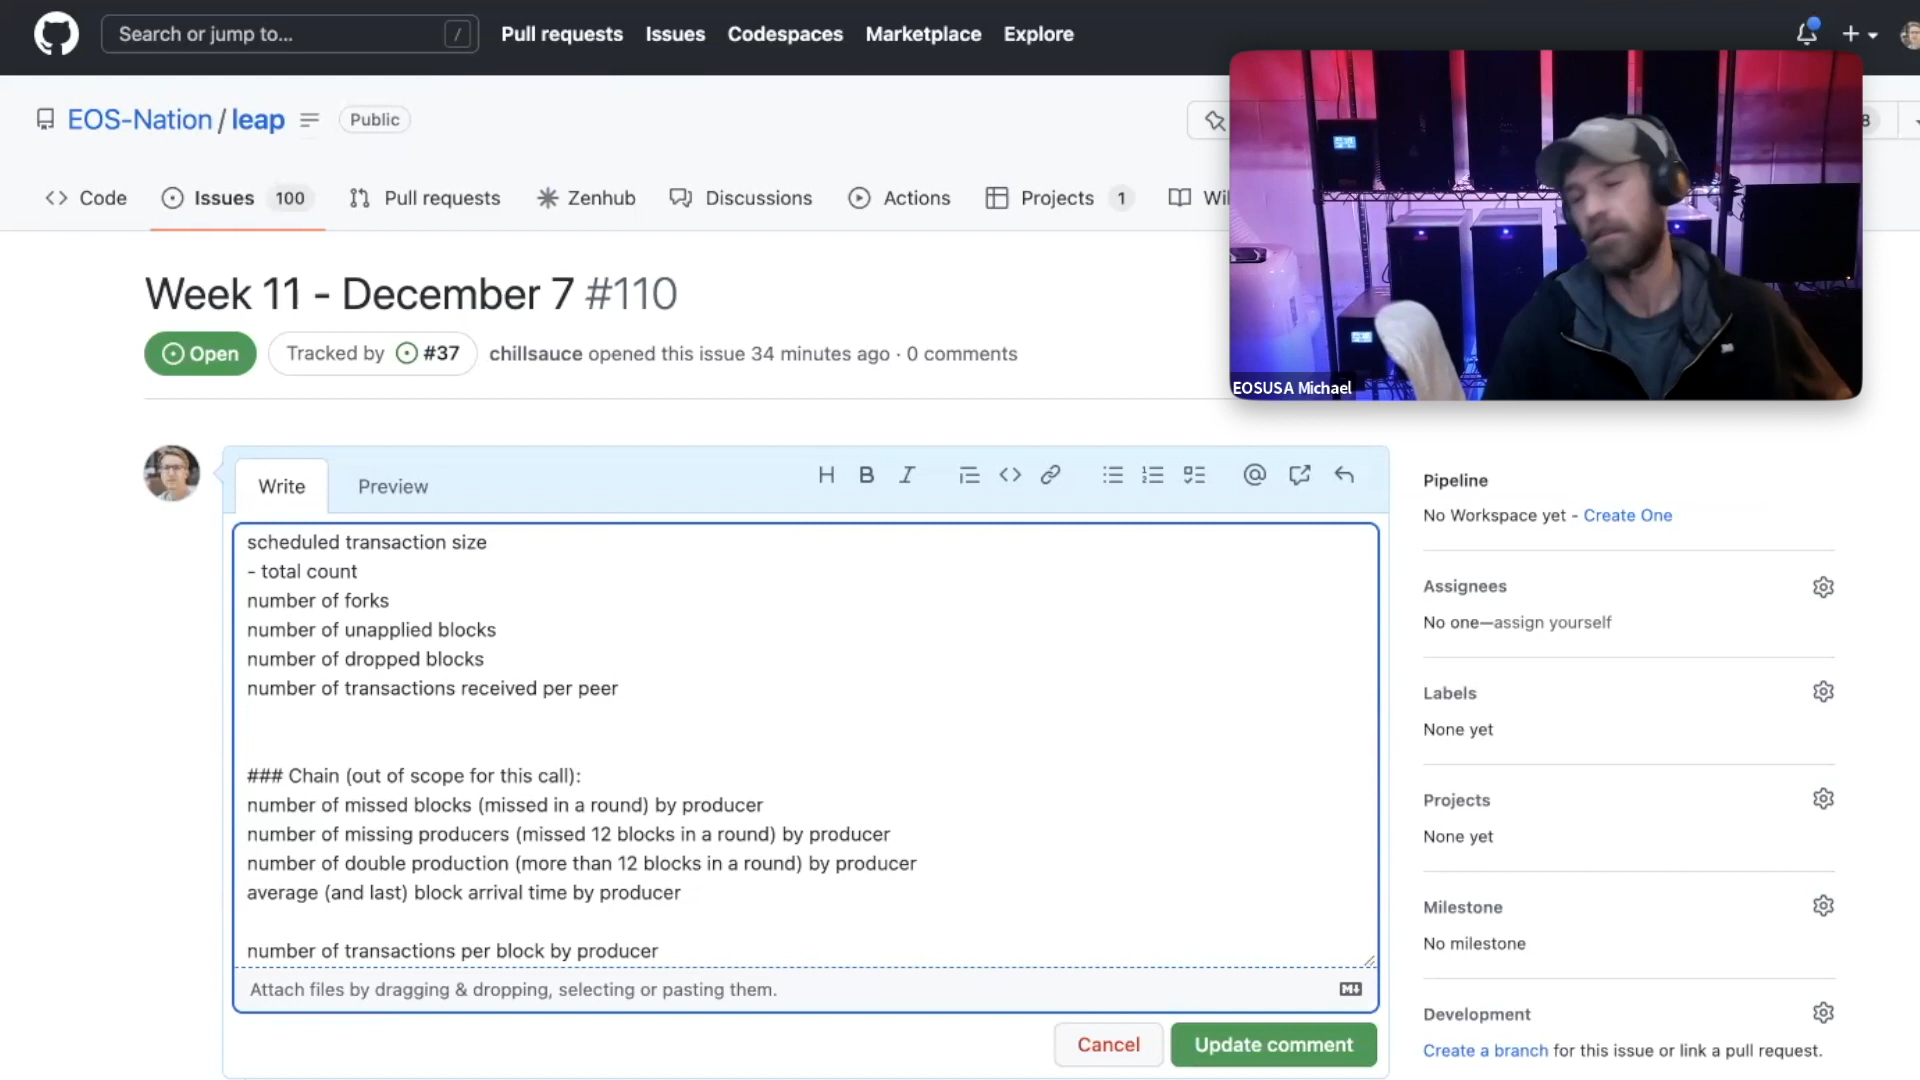 Search or jump to...
/
Pull requests
Issues
Codespaces
Marketplace
Explore
EOS-Nation / leap
Public
8
Code
Issues 100
Pull requests
Zenhub
Discussions
Actions
Projects 1
Week 11 - December 7 #110
Open
Tracked by #37
chillsauce opened this issue 34 minutes ago · 0 comments
EOSUSA Michael
Write
Preview
scheduled transaction size
- total count
number of forks
number of unapplied blocks
number of dropped blocks
number of transactions received per peer
### Chain (out of scope for this call):
number of missed blocks (missed in a round) by producer
number of missing producers (missed 12 blocks in a round) by producer
number of double production (more than 12 blocks in a round) by producer
average (and last) block arrival time by producer
number of transactions per block by producer
Attach files by dragging & dropping, selecting or pasting them.
Cancel
Update comment
Pipeline
No Workspace yet - Create One
Assignees
No one—assign yourself
Labels
None yet
Projects
None yet
Milestone
No milestone
Development
Create a branch for this issue or link a pull request.